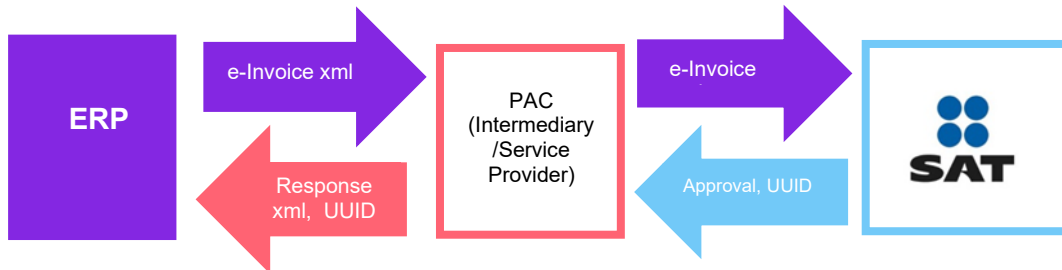 ERP
e-Invoice xml
Response
xml, UUID
PAC
(Intermediary
/Service
Provider)
e-Invoice
Approval, UUID
SAT